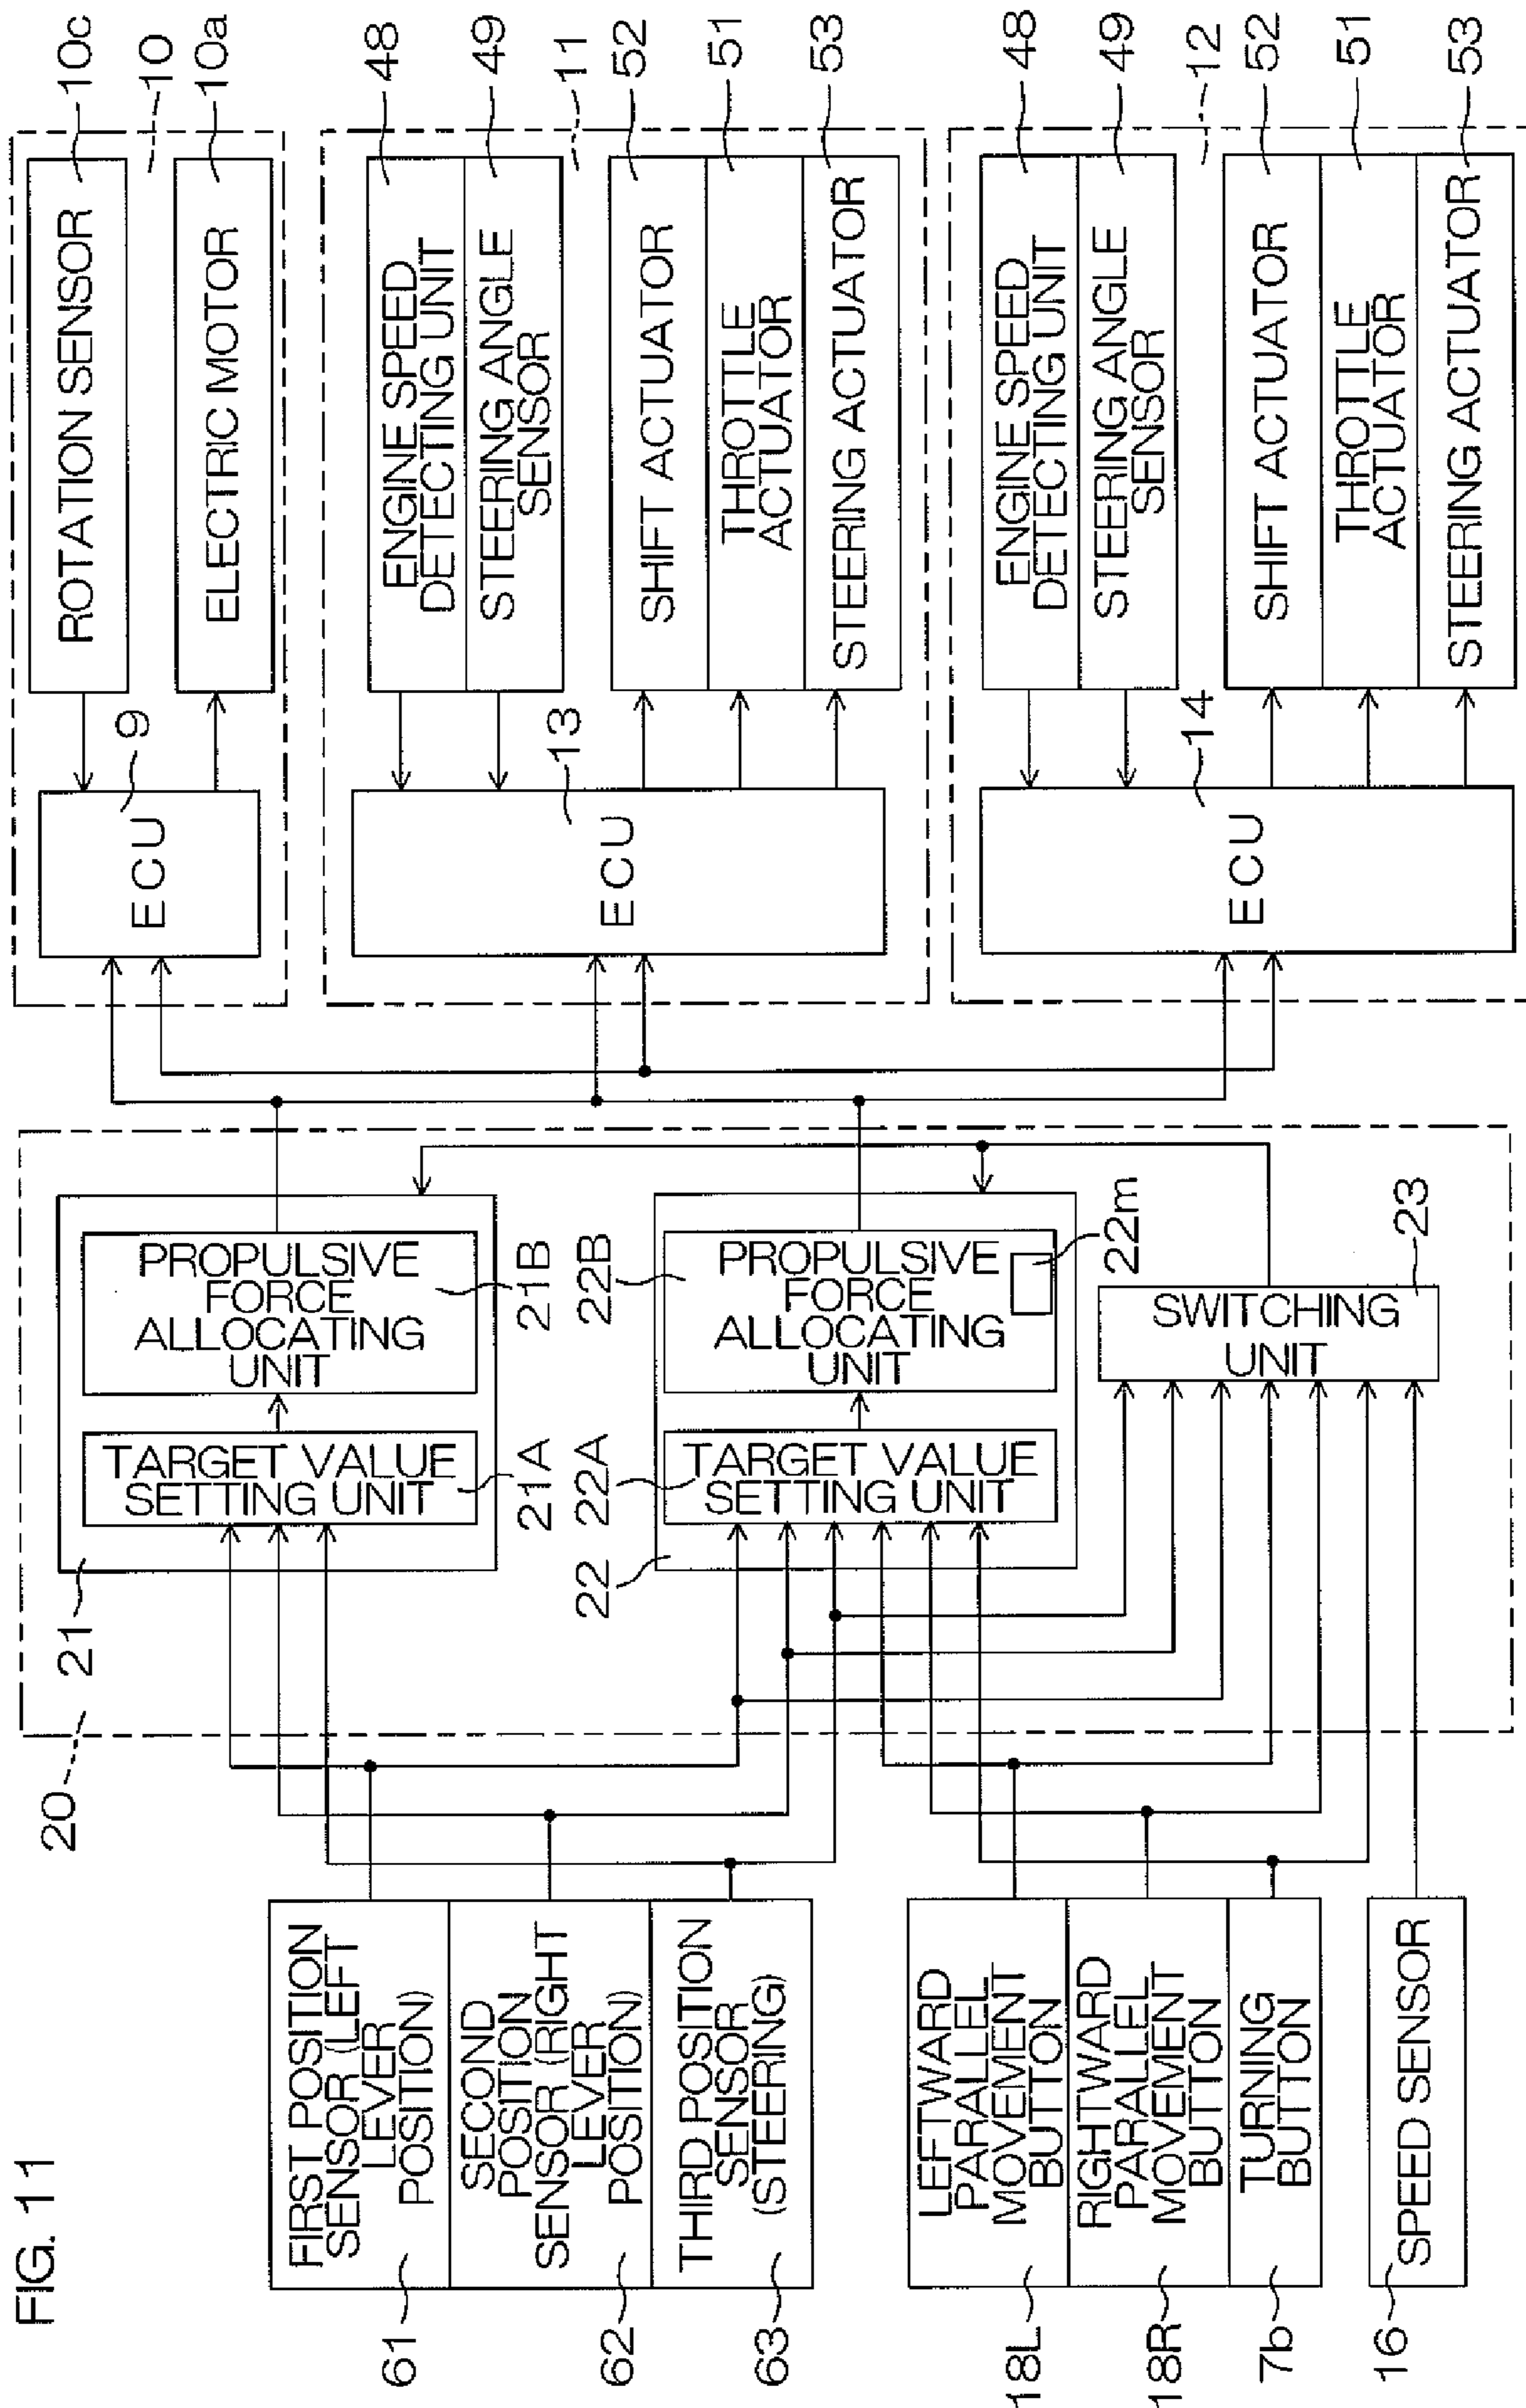 FIG. 11
61
FIRST POSITION
SENSOR (LEFT
LEVER
POSITION)
62
SECOND
POSITION
SENSOR (RIGHT
LEVER
POSITION)
63
THIRD POSITION
SENSOR
(STEERING)
18L
LEFTWARD
PARALLEL
MOVEMENT
BUTTON
18R
RIGHTWARD
PARALLEL
MOVEMENT
BUTTON
7b
TURNING
BUTTON
16
SPEED SENSOR
20
21
TARGET VALUE
SETTING UNIT
21A
PROPULSIVE
FORCE
ALLOCATING
UNIT
21B
22
22A
TARGET VALUE
SETTING UNIT
22B
PROPULSIVE
FORCE
ALLOCATING
UNIT
22m
SWITCHING
UNIT
23
ECU
9
ROTATION SENSOR
10c
10
ELECTRIC MOTOR
10a
ECU
13
ENGINE SPEED
DETECTING UNIT
48
STEERING ANGLE
SENSOR
49
11
SHIFT ACTUATOR
52
THROTTLE
ACTUATOR
51
STEERING ACTUATOR
53
ECU
14
ENGINE SPEED
DETECTING UNIT
48
STEERING ANGLE
SENSOR
49
12
SHIFT ACTUATOR
52
THROTTLE
ACTUATOR
51
STEERING ACTUATOR
53